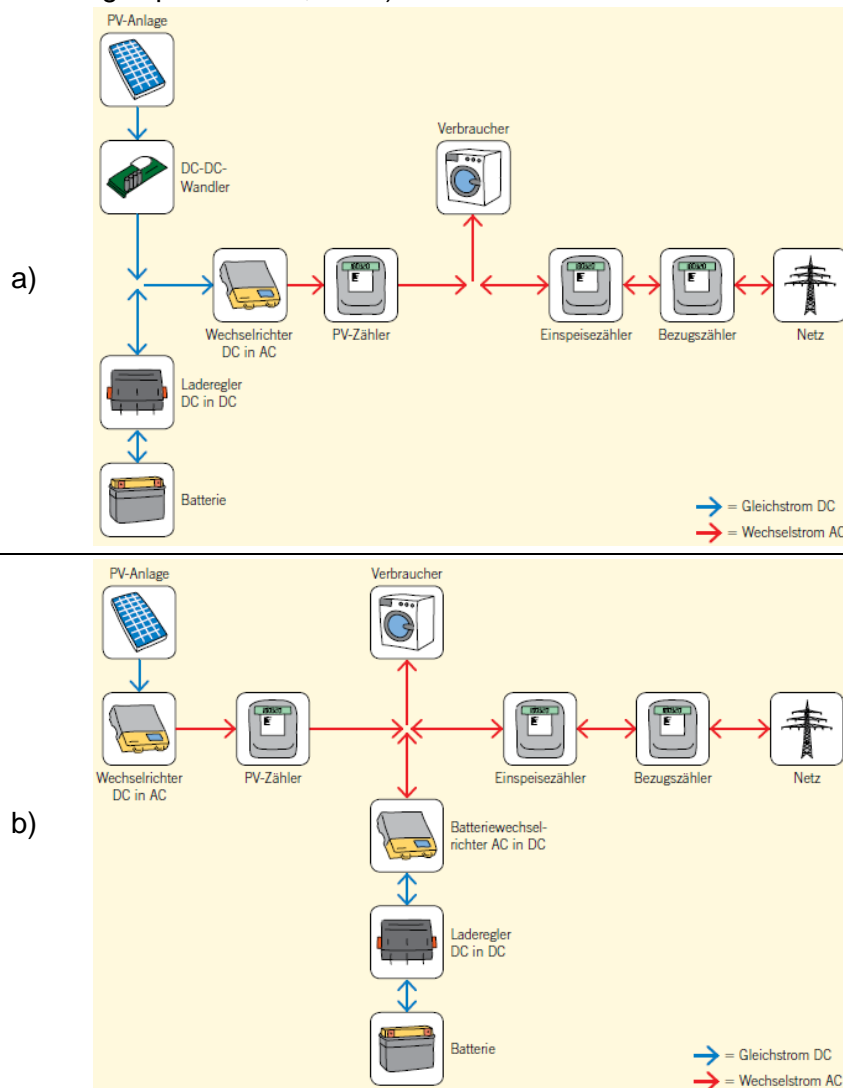 PV-Anlage
DC-DC-
Wandler
Verbraucher
a)
Wechselrichter
DC in AC
PV-Zähler
Einspeisezähler
Bezugszähler
Netz
Laderegler
DC in DC
Batterie
= Gleichstrom DC
= Wechselstrom AC
PV-Anlage
Verbraucher
Wechselrichter
DC in AC
PV-Zähler
Einspeisezähler
Bezugszähler
Netz
b)
Batteriewechsel-
richter AC in DC
Laderegler
DC in DC
Batterie
= Gleichstrom DC
= Wechselstrom AC